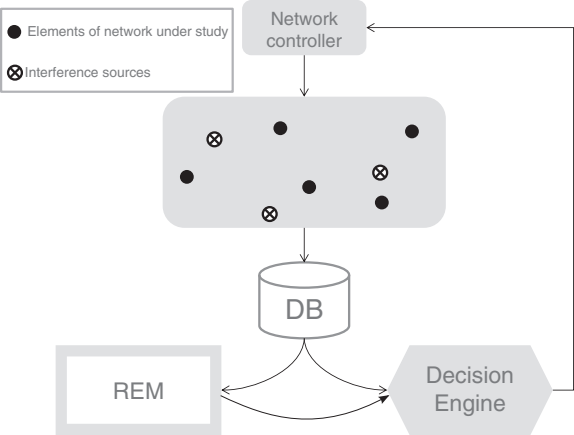 Network
controller
Elements of network under study
Interference sources
DB
REM
Decision
Engine